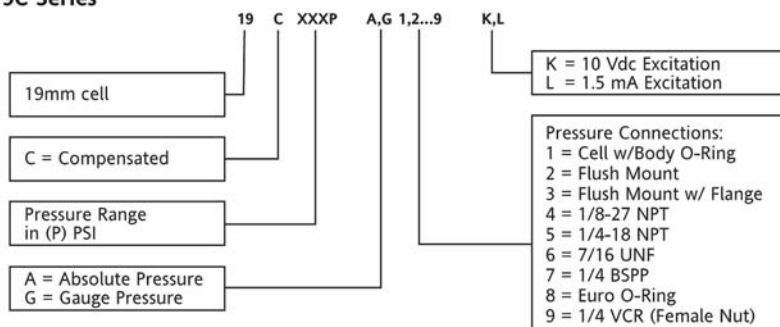 19 C XXXP A,G 1,2...9 K,L
19mm cell
C = Compensated
Pressure Range
in (P) PSI
A = Absolute Pressure
G = Gauge Pressure
K = 10 Vdc Excitation
L = 1.5 mA Excitation
Pressure Connections:
1 = Cell w/Body O-Ring
2 = Flush Mount
3 = Flush Mount w/ Flange
4 = 1/8-27 NPT
5 = 1/4-18 NPT
6 = 7/16 UNF
7 = 1/4 BSPP
8 = Euro O-Ring
9 = 1/4 VCR (Female Nut)